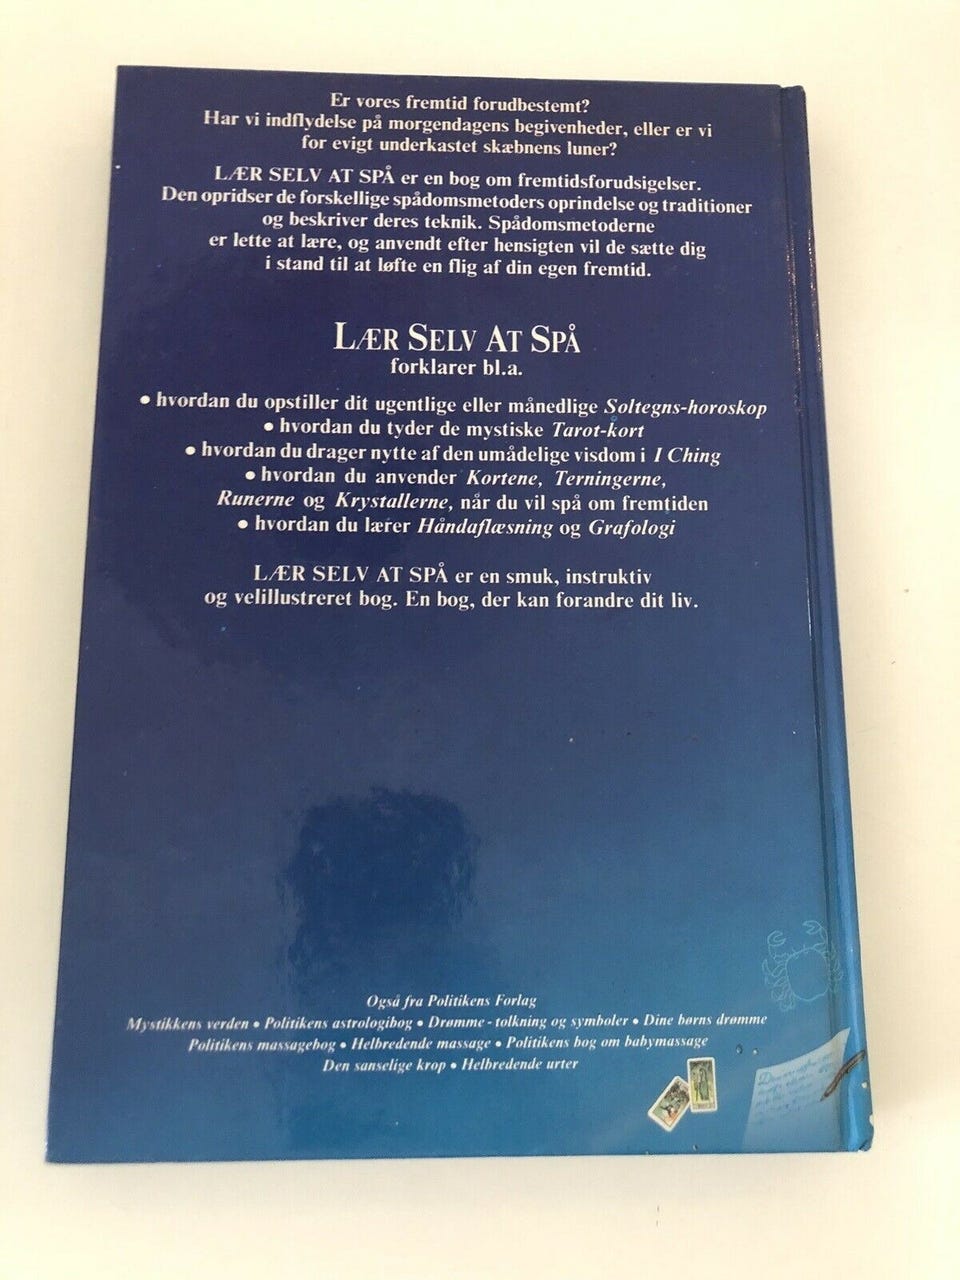 Er vores fremtid forudbestemt?
Har vi indflydelse på morgendagens begivenheder, eller er vi
for evigt underkastet skæbnens luner?
LÆR SELV AT SPÅ er en bog om fremtidsforudsigelser.
Den opridser de forskellige spådomsmetoders oprindelse og traditioner
og beskriver deres teknik. Spådomsmetoderne
er lette at lære, og anvendt efter hensigten vil de sætte dig
i stand til at løfte en flig af din egen fremtid.
LÆR SELV AT SPÅ
forklarer bl.a.
• hvordan du opstiller dit ugentlige eller månedlige Soltegns-horoskop
• hvordan du tyder de mystiske Tarot-kort
• hvordan du drager nytte af den umådelige visdom i I Ching
• hvordan du anvender Kortene, Terningerne,
Runerne og Krystallerne, når du vil spå om fremtiden
• hvordan du lærer Håndaflæsning og Grafologi
LÆR SELV AT SPÅ er en smuk, instruktiv
og velillustreret bog. En bog, der kan forandre dit liv.
Også fra Politikens Forlag
Mystikkens verden • Politikens astrologibog • Drømme - tolkning og symboler • Dine børns drømme
Politikens massagebog • Helbredende massage • Politikens bog om babymassage
Den sanselige krop • Helbredende urter